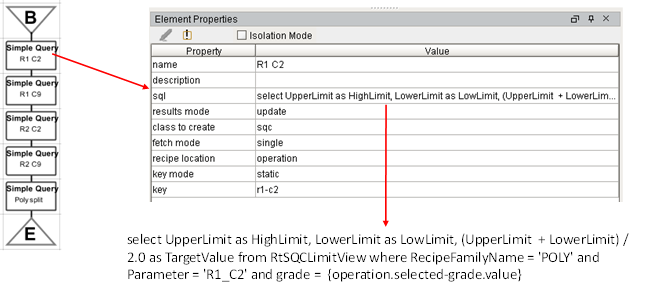 B
Simple Query
R1 C2
Simple Query
R1 C9
Simple Query
R2 C2
Simple Query
R2 C9
Simple Query
Poly split
E
Element Properties
Isolation Mode
Property Value
name R1 C2
description
sql select UpperLimit as HighLimit, LowerLimit as LowLimit, (UpperLimit + LowerLim...
results mode update
class to create sqc
fetch mode single
recipe location operation
key mode static
key r1-c2
select UpperLimit as HighLimit, LowerLimit as LowLimit, (UpperLimit + LowerLimit) /
2.0 as TargetValue from RtSQCLimitView where RecipeFamilyName = 'POLY' and
Parameter = 'R1_C2' and grade = {operation.selected-grade.value}